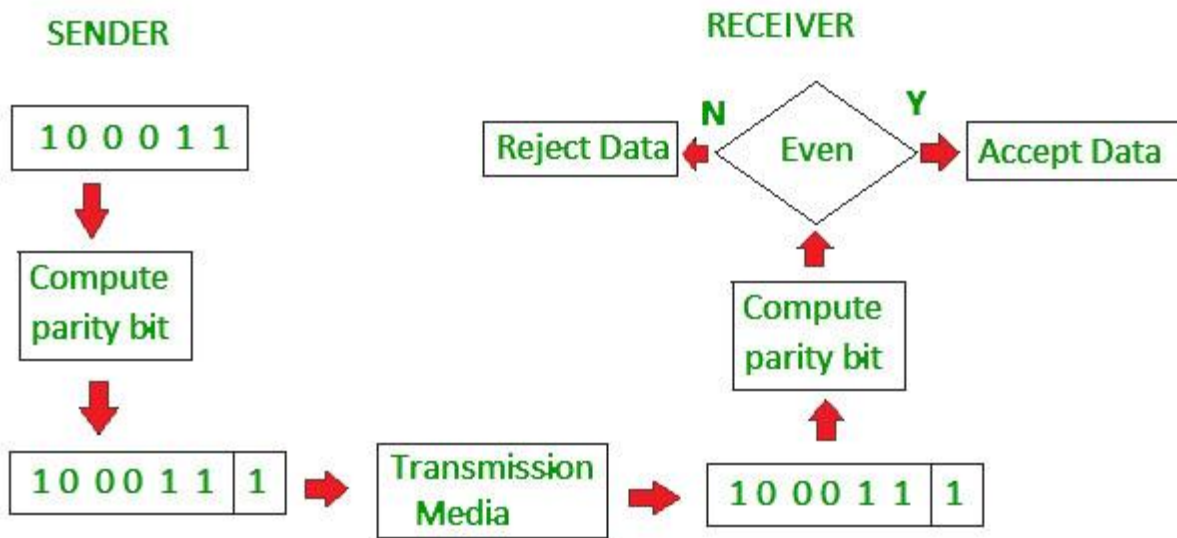 SENDER
1 0 0 0 1 1
Compute
parity bit
1 0 0 0 1 1 1
Transmission
Media
RECEIVER
1 0 0 0 1 1 1
Compute
parity bit
Even
N
Reject Data
Y
Accept Data